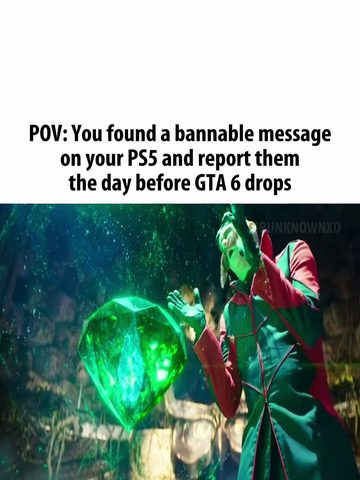 POV: You found a bannable message
on your PS5 and report them
the day before GTA 6 drops